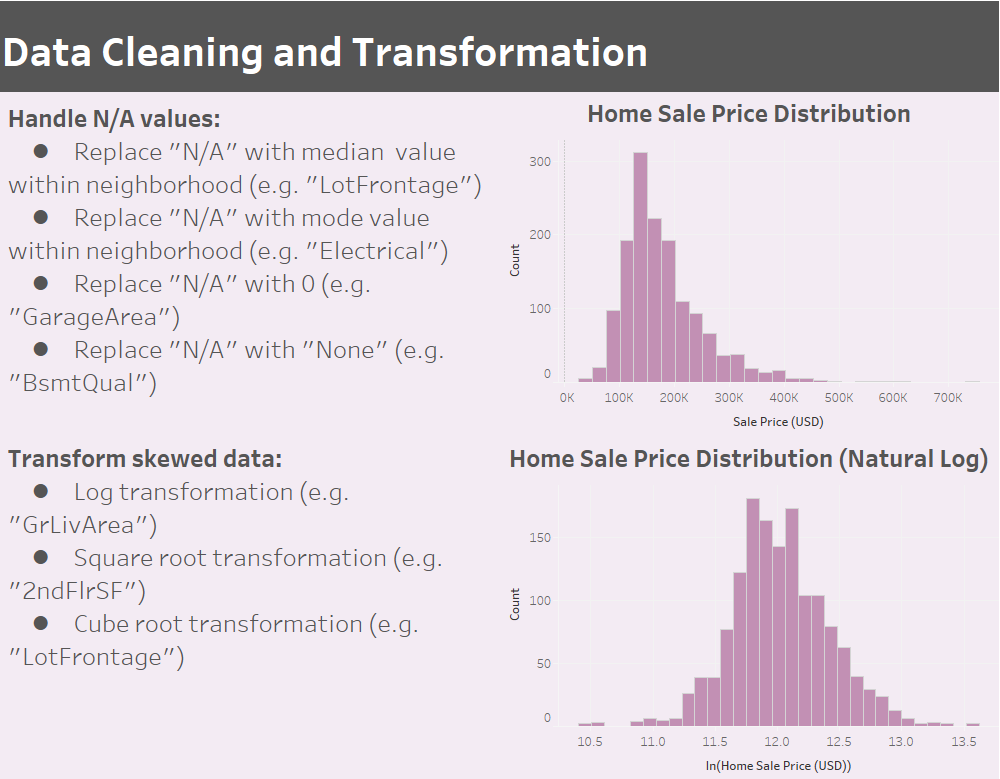 Data Cleaning and Transformation
Handle N/A values:
● Replace "N/A" with median  value
within neighborhood (e.g. "LotFrontage")
● Replace "N/A" with mode value
within neighborhood (e.g. "Electrical")
● Replace "N/A" with 0 (e.g.
"GarageArea")
● Replace "N/A" with "None" (e.g.
"BsmtQual")
Transform skewed data:
● Log transformation (e.g.
"GrLivArea")
● Square root transformation (e.g.
"2ndFlrSF")
● Cube root transformation (e.g.
"LotFrontage")
Home Sale Price Distribution
300
200
100
0
Count
0K 100K 200K 300K 400K 500K 600K 700K
Sale Price (USD)
Home Sale Price Distribution (Natural Log)
150
100
50
0
Count
10.5 11.0 11.5 12.0 12.5 13.0 13.5
ln(Home Sale Price (USD))